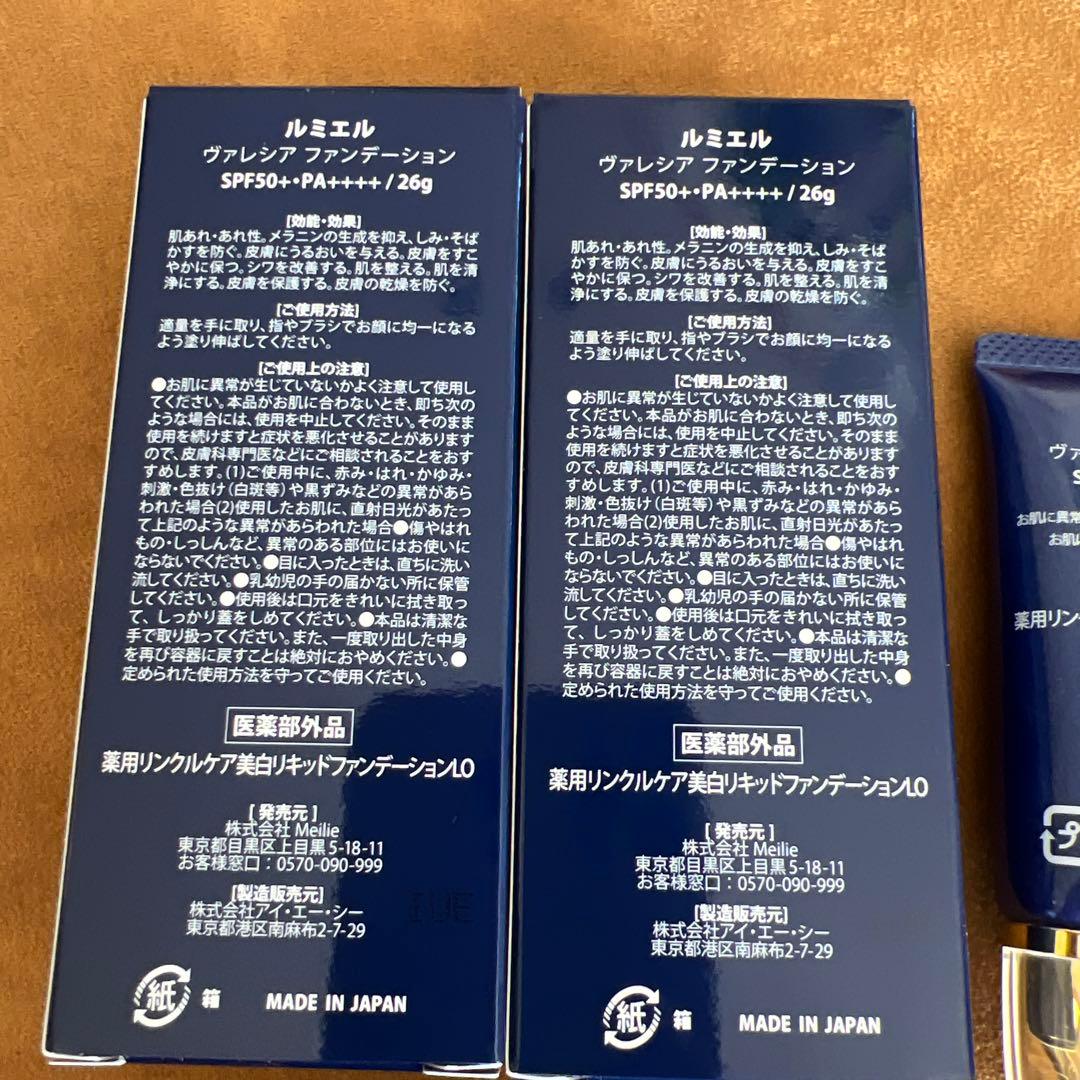 ルミエル
ヴァレシア ファンデーション
SPF50+・PA++++ / 26g
[効能・効果]
肌あれ・あれ性。メラニンの生成を抑え、しみ・そば
かすを防ぐ。皮膚にうるおいを与える。皮膚をすこ
やかに保つ。シワを改善する。肌を整える。肌を清
浄にする。皮膚を保護する。皮膚の乾燥を防ぐ。
[ご使用方法]
適量を手に取り、指やブラシでお顔に均一になる
よう塗り伸ばしてください。
[ご使用上の注意]
●お肌に異常が生じていないかよく注意して使用し
てください。本品がお肌に合わないとき、即ち次の
ような場合には、使用を中止してください。そのまま
使用を続けますと症状を悪化させることがあります
ので、皮膚科専門医などにご相談されることをおす
すめします。(1)ご使用中に、赤み・はれ・かゆみ・
刺激・色抜け(白斑等)や黒ずみなどの異常があら
われた場合(2)使用したお肌に、直射日光があたっ
て上記のような異常があらわれた場合●傷やはれ
もの・しっしんなど、異常のある部位にはお使いに
ならないでください。●目に入ったときは、直ちに洗い
流してください。●乳幼児の手の届かない所に保管
してください。●使用後は口元をきれいに拭き取っ
て、しっかり蓋をしめてください。●本品は清潔な
手で取り扱ってください。また、一度取り出した中身
を再び容器に戻すことは絶対におやめください。●
定められた使用方法を守ってご使用ください。
医薬部外品
薬用リンクルケア美白リキッドファンデーションLO
[発売元]
株式会社 Meilie
東京都目黒区上目黒5-18-11
お客様窓口:0570-090-999
[製造販売元]
株式会社アイ・エー・シー
東京都港区南麻布2-7-29
紙 箱 MADE IN JAPAN
ルミエル
ヴァレシア ファンデーション
SPF50+・PA++++ / 26g
[効能・効果]
肌あれ・あれ性。メラニンの生成を抑え、しみ・そば
かすを防ぐ。皮膚にうるおいを与える。皮膚をすこ
やかに保つ。シワを改善する。肌を整える。肌を清
浄にする。皮膚を保護する。皮膚の乾燥を防ぐ。
[ご使用方法]
適量を手に取り、指やブラシでお顔に均一になる
よう塗り伸ばしてください。
[ご使用上の注意]
●お肌に異常が生じていないかよく注意して使用し
てください。本品がお肌に合わないとき、即ち次の
ような場合には、使用を中止してください。そのまま
使用を続けますと症状を悪化させることがあります
ので、皮膚科専門医などにご相談されることをおす
すめします。(1)ご使用中に、赤み・はれ・かゆみ・
刺激・色抜け(白斑等)や黒ずみなどの異常があら
われた場合(2)使用したお肌に、直射日光があたっ
て上記のような異常があらわれた場合●傷やはれ
もの・しっしんなど、異常のある部位にはお使いに
ならないでください。●目に入ったときは、直ちに洗い
流してください。●乳幼児の手の届かない所に保管
してください。●使用後は口元をきれいに拭き取っ
て、しっかり蓋をしめてください。●本品は清潔な
手で取り扱ってください。また、一度取り出した中身
を再び容器に戻すことは絶対におやめください。●
定められた使用方法を守ってご使用ください。
医薬部外品
薬用リンクルケア美白リキッドファンデーションLO
[発売元]
株式会社 Meilie
東京都目黒区上目黒5-18-11
お客様窓口:0570-090-999
[製造販売元]
株式会社アイ・エー・シー
東京都港区南麻布2-7-29
紙 箱 MADE IN JAPAN
ヴァ
S
お肌に異常
お肌に
薬用リンク
プ